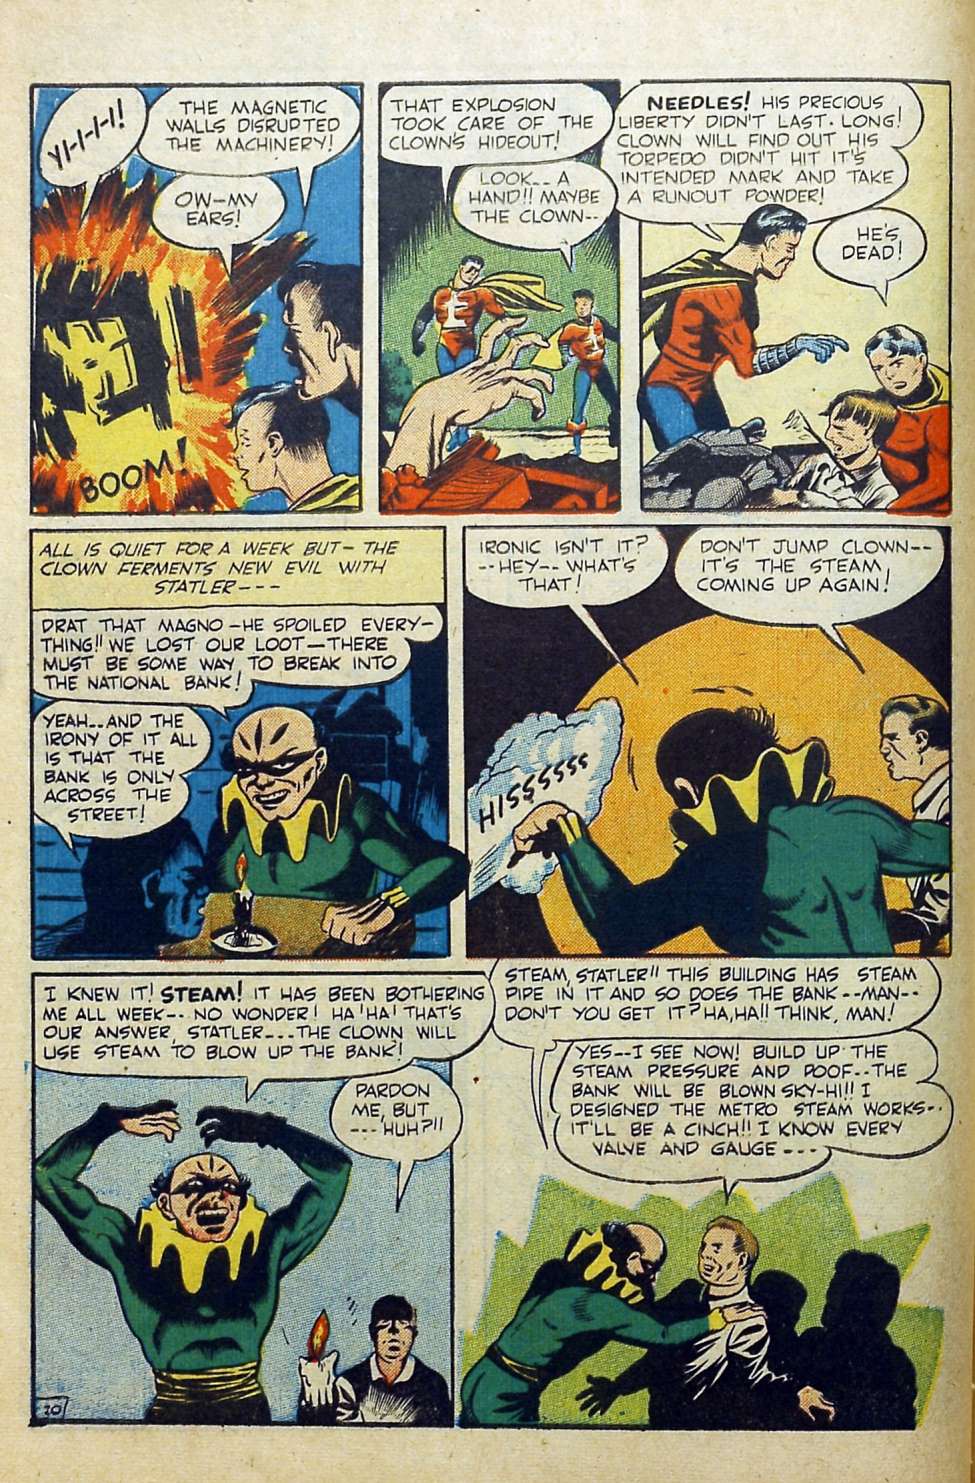 YI-I-I-I!
THE MAGNETIC
WALLS DISRUPTED
THE MACHINERY!
OW--MY
EARS!
BOOM!
THAT EXPLOSION
TOOK CARE OF THE
CLOWN'S HIDEOUT!
LOOK-- A
HAND!! MAYBE
THE CLOWN--
NEEDLES! HIS PRECIOUS
LIBERTY DIDN'T LAST LONG!
CLOWN WILL FIND OUT HIS
TORPEDO DIDN'T HIT IT'S
INTENDED MARK AND TAKE
A RUNOUT POWDER!
HE'S
DEAD!
ALL IS QUIET FOR A WEEK BUT- THE
CLOWN FERMENTS NEW EVIL WITH
STATLER---
DRAT THAT MAGNO-HE SPOILED EVERY-
THING!! WE LOST OUR LOOT-THERE
MUST BE SOME WAY TO BREAK INTO
THE NATIONAL BANK!
YEAH--AND THE
IRONY OF IT ALL
IS THAT THE
BANK IS ONLY
ACROSS THE
STREET!
IRONIC ISN'T IT?
--HEY-- WHAT'S
THAT!
DON'T JUMP CLOWN--
IT'S THE STEAM
COMING UP AGAIN!
HISSSSSSS
I KNEW IT! STEAM! IT HAS BEEN BOTHERING
ME ALL WEEK-- NO WONDER! HA'HA! THAT'S
OUR ANSWER, STATLER---THE CLOWN WILL
USE STEAM TO BLOW UP THE BANK!
PARDON
ME, BUT
---'HUH?!!
STEAM, STATLER!! THIS BUILDING HAS STEAM
PIPE IN IT AND SO DOES THE BANK--MAN--
DON'T YOU GET IT? HA,HA!! THINK, MAN!
YES--I SEE NOW! BUILD UP THE
STEAM PRESSURE AND POOF--THE
BANK WILL BE BLOWN SKY-HI!! I
DESIGNED THE METRO STEAM WORKS--
IT'LL BE A CINCH!! I KNOW EVERY
VALVE AND GAUGE ---
20